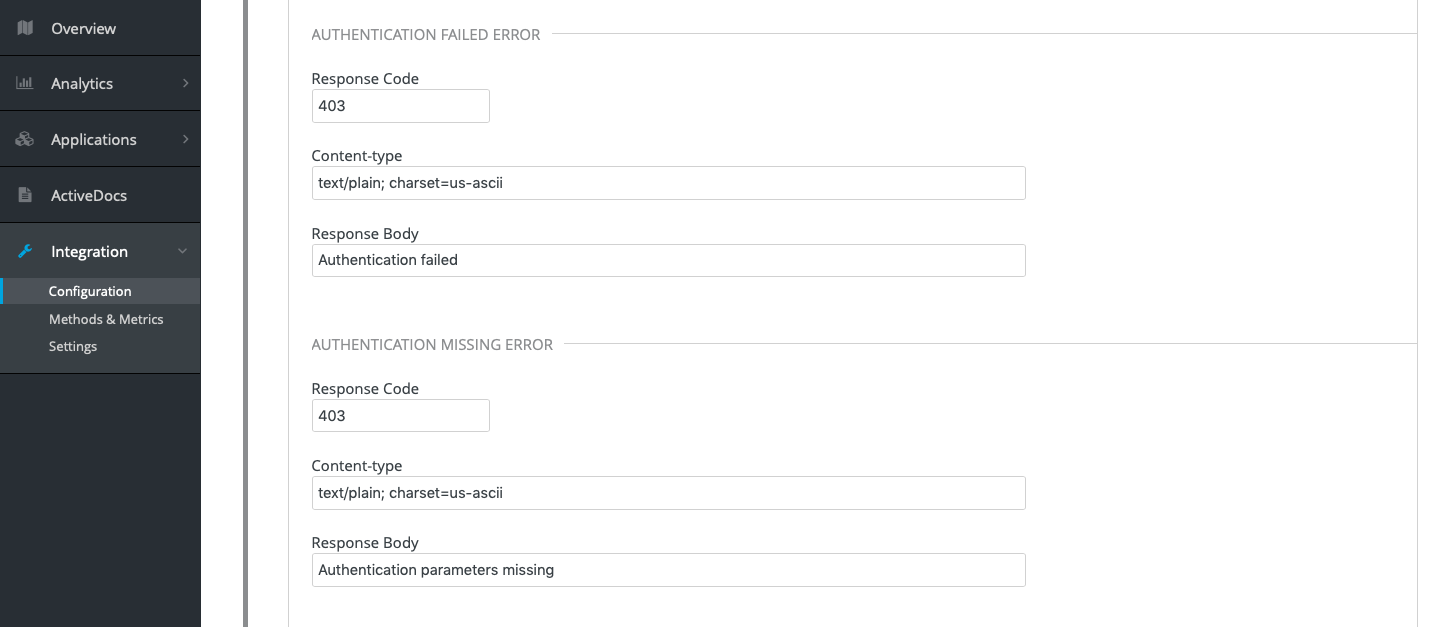 Overview
Analytics
Applications
ActiveDocs
Integration
Configuration
Methods & Metrics
Settings
AUTHENTICATION FAILED ERROR
Response Code
403
Content-type
text/plain; charset=us-ascii
Response Body
Authentication failed
AUTHENTICATION MISSING ERROR
Response Code
403
Content-type
text/plain; charset=us-ascii
Response Body
Authentication parameters missing